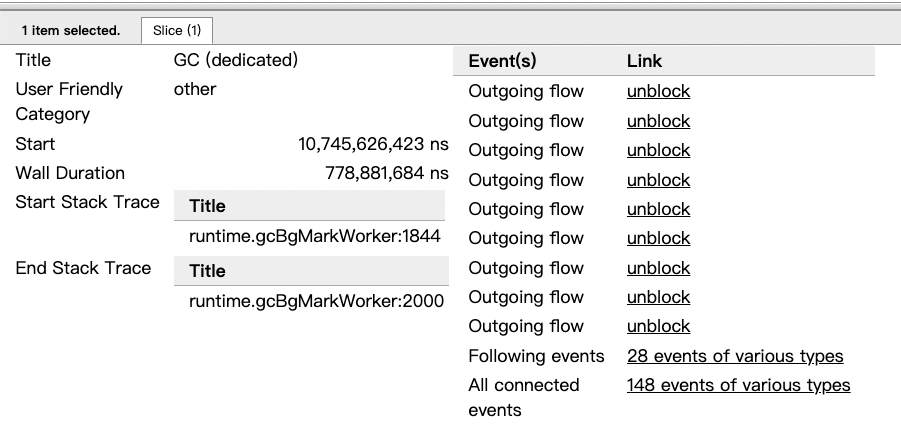 1 item selected. Slice (1)
Title GC (dedicated)
User Friendly Category other
Start 10,745,626,423 ns
Wall Duration 778,881,684 ns
Start Stack Trace Title
runtime.gcBgMarkWorker:1844
End Stack Trace Title
runtime.gcBgMarkWorker:2000
Event(s) Link
Outgoing flow unblock
Outgoing flow unblock
Outgoing flow unblock
Outgoing flow unblock
Outgoing flow unblock
Outgoing flow unblock
Outgoing flow unblock
Outgoing flow unblock
Outgoing flow unblock
Following events 28 events of various types
All connected events 148 events of various types